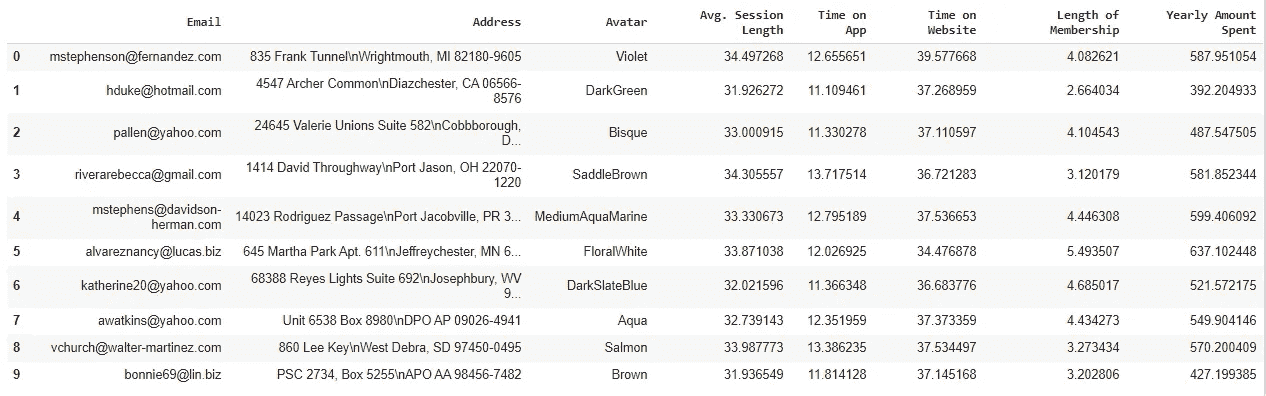 Email Address Avatar Avg. Session Length Time on App Time on Website Length of Membership Yearly Amount Spent
0 mstephenson@fernandez.com 835 Frank Tunnel\nWrightmouth, MI 82180-9605 Violet 34.497268 12.655651 39.577668 4.082621 587.951054
1 hduke@hotmail.com 4547 Archer Common\nDiazchester, CA 06566-8576 DarkGreen 31.926272 11.109461 37.268959 2.664034 392.204933
2 pallen@yahoo.com 24645 Valerie Unions Suite 582\nCobbborough, D... Bisque 33.000915 11.330278 37.110597 4.104543 487.547505
3 riverarebecca@gmail.com 1414 David Throughway\nPort Jason, OH 22070-1220 SaddleBrown 34.305557 13.717514 36.721283 3.120179 581.852344
4 mstephens@davidson-herman.com 14023 Rodriguez Passage\nPort Jacobville, PR 3... MediumAquaMarine 33.330673 12.795189 37.536653 4.446308 599.406092
5 alvareznancy@lucas.biz 645 Martha Park Apt. 611\nJeffreychester, MN 6... FloralWhite 33.871038 12.026925 34.476878 5.493507 637.102448
6 katherine20@yahoo.com 68388 Reyes Lights Suite 692\nJosephbury, WV 9... DarkSlateBlue 32.021596 11.366348 36.683776 4.685017 521.572175
7 awatkins@yahoo.com Unit 6538 Box 8980\nDPO AP 09026-4941 Aqua 32.739143 12.351959 37.373359 4.434273 549.904146
8 vchurch@walter-martinez.com 860 Lee Key\nWest Debra, SD 97450-0495 Salmon 33.987773 13.386235 37.534497 3.273434 570.200409
9 bonnie69@lin.biz PSC 2734, Box 5255\nAPO AA 98456-7482 Brown 31.936549 11.814128 37.145168 3.202806 427.199385